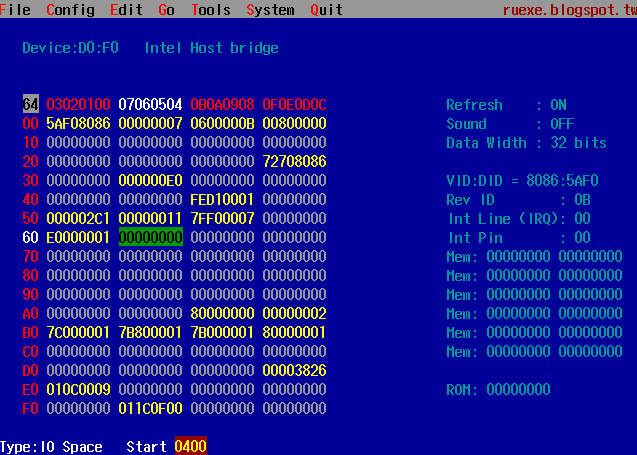 File Config Edit Go Tools System Quit ruexe.blogspot.tw
Device:D0:F0 Intel Host bridge
64 03020100 07060504 0B0A0908 0F0E0D0C Refresh : ON
00 5AF08086 00000007 0600000B 00800000 Sound : OFF
10 00000000 00000000 00000000 00000000 Data Width : 32 bits
20 00000000 00000000 00000000 72708086
30 00000000 000000E0 00000000 00000000 VID:DID = 8086:5AF0
40 00000000 00000000 FED10001 00000000 Rev ID : 0B
50 000002C1 00000011 7FF00007 00000000 Int Line (IRQ): 00
60 E0000001 00000000 00000000 00000000 Int Pin : 00
70 00000000 00000000 00000000 00000000 Mem: 00000000 00000000
80 00000000 00000000 00000000 00000000 Mem: 00000000 00000000
90 00000000 00000000 00000000 00000000 Mem: 00000000 00000000
A0 00000000 00000000 80000000 00000002 Mem: 00000000 00000000
B0 7C000001 7B800001 7B000001 80000001 Mem: 00000000 00000000
C0 00000000 00000000 00000000 00000000 Mem: 00000000 00000000
D0 00000000 00000000 00000000 00003826
E0 010C0009 00000000 00000000 00000000 ROM: 00000000
F0 00000000 011C0F00 00000000 00000000
Type:IO Space Start 0400